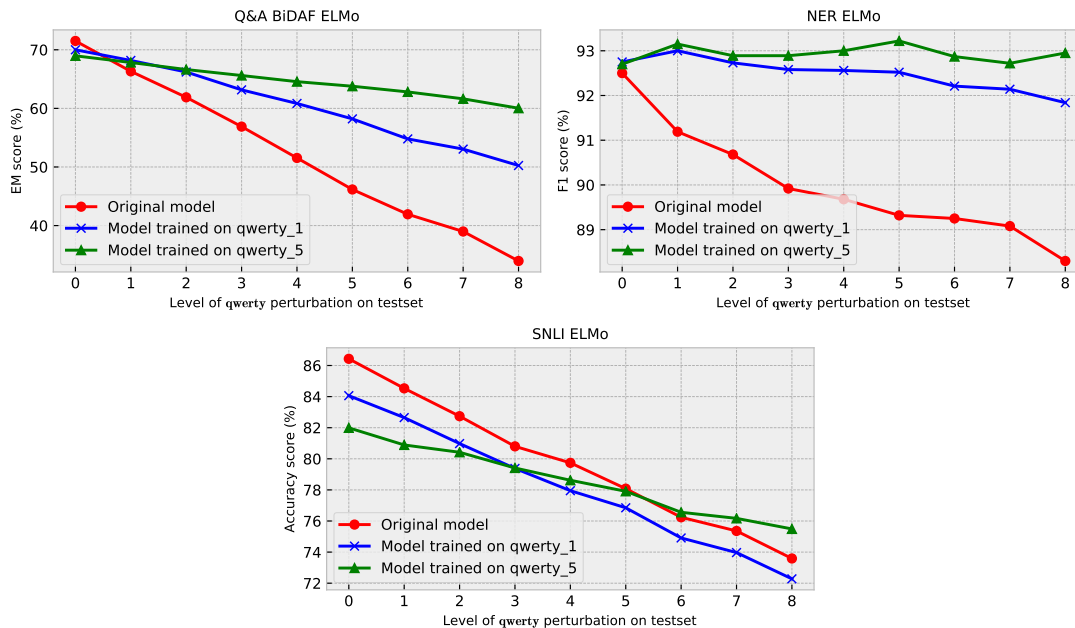 Q&A BiDAF ELMo
EM score (%)
70
60
50
40
Original model
Model trained on qwerty_1
Model trained on qwerty_5
0 1 2 3 4 5 6 7 8
Level of qwerty perturbation on testset
NER ELMo
F1 score (%)
93
92
91
90
89
Original model
Model trained on qwerty_1
Model trained on qwerty_5
0 1 2 3 4 5 6 7 8
Level of qwerty perturbation on testset
SNLI ELMo
Accuracy score (%)
86
84
82
80
78
76
74
72
Original model
Model trained on qwerty_1
Model trained on qwerty_5
0 1 2 3 4 5 6 7 8
Level of qwerty perturbation on testset